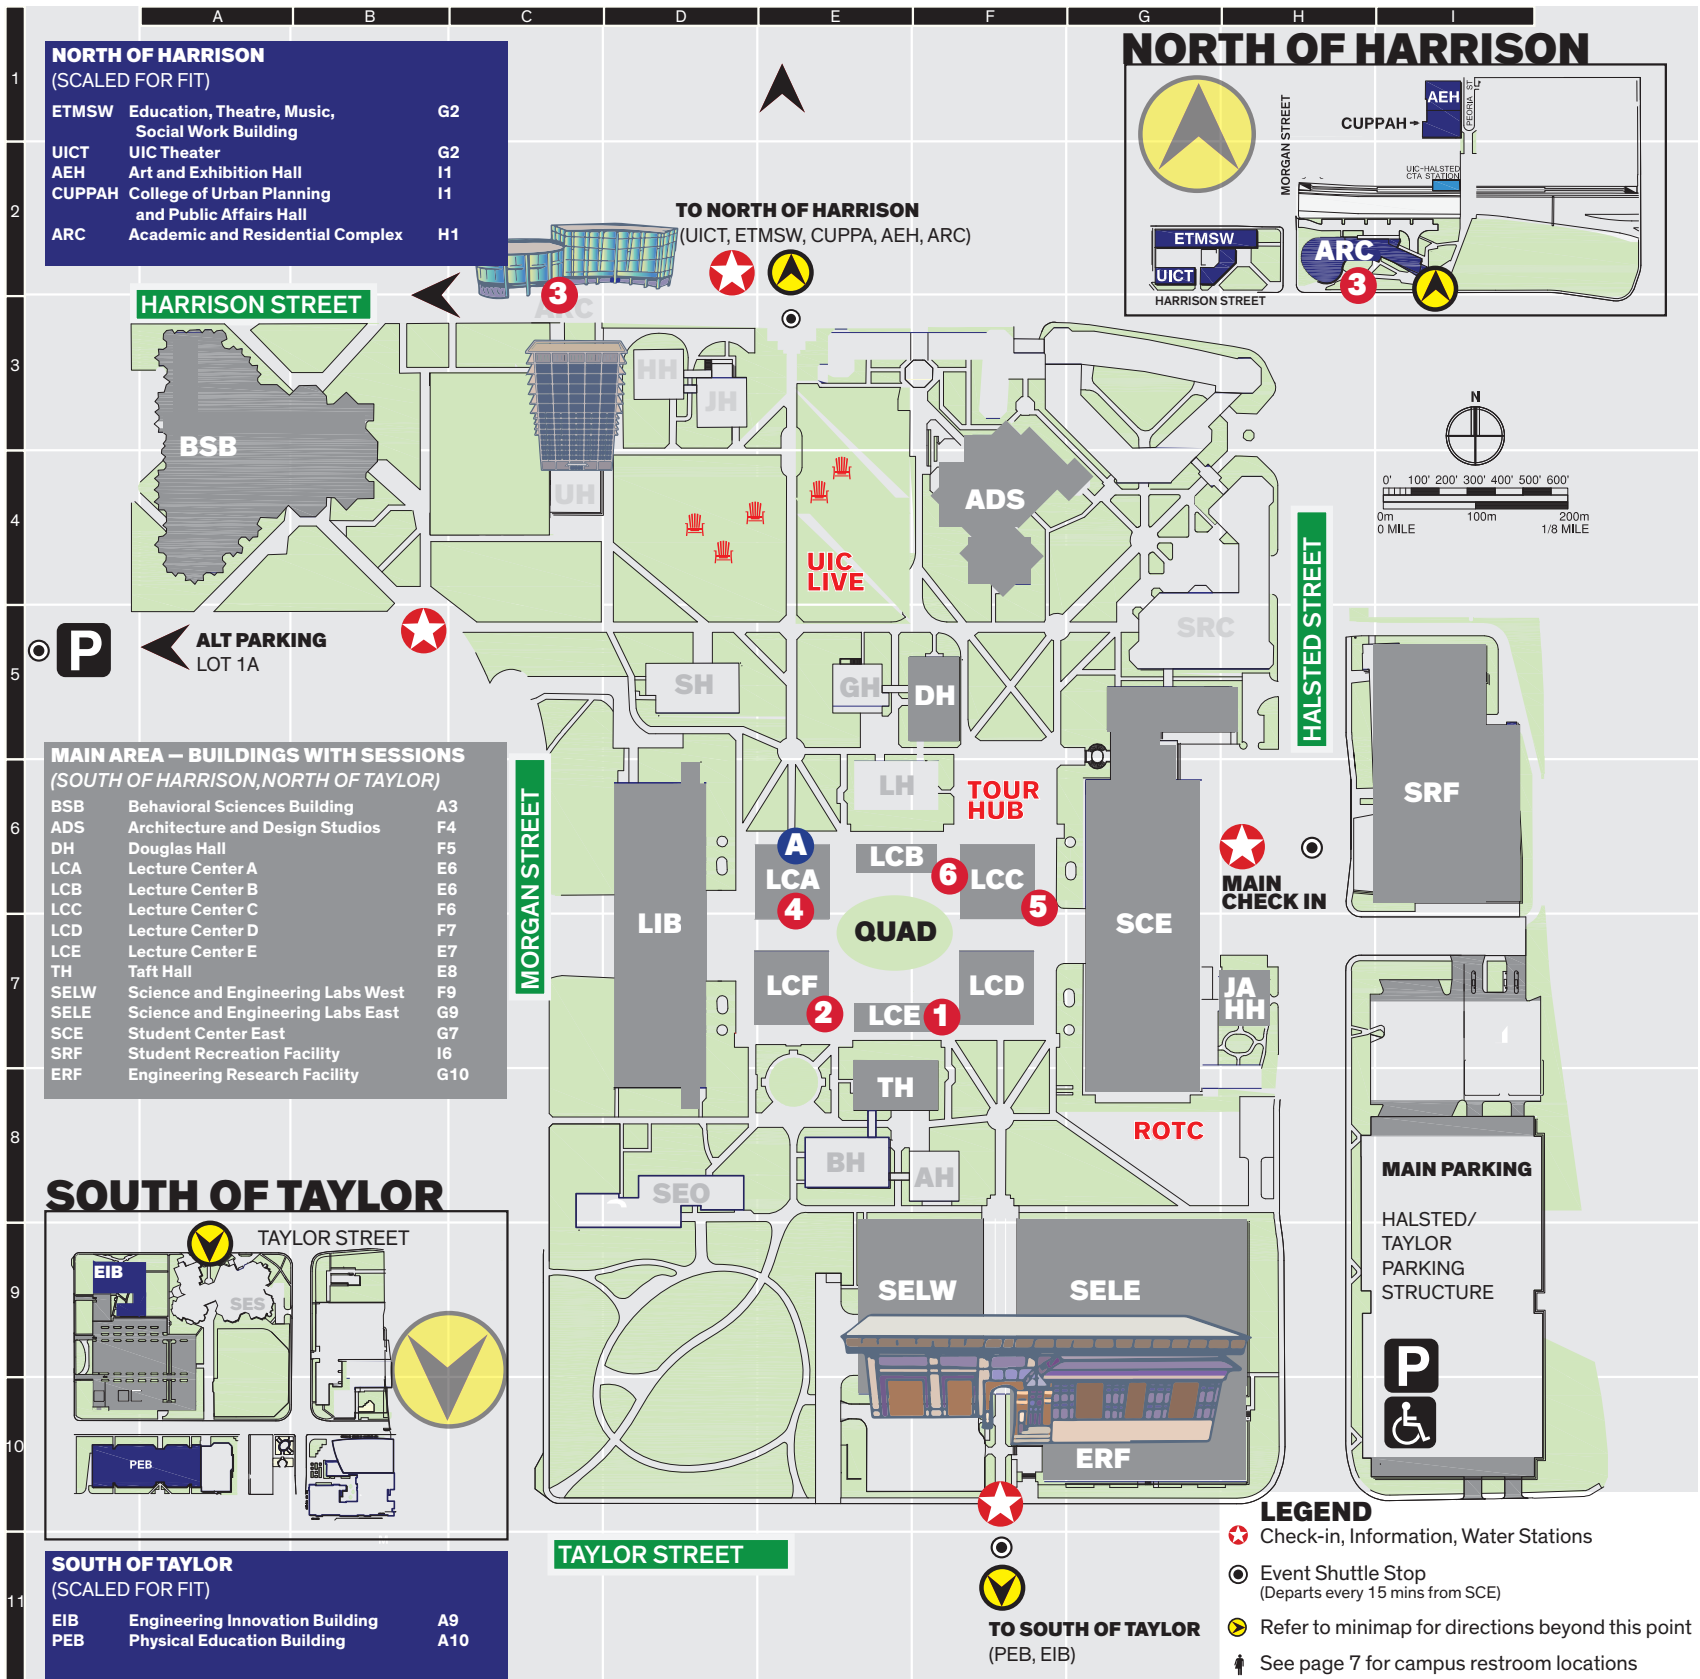 A B C D E F G H I
1
2
3
4
5
6
7
8
9
10
11
NORTH OF HARRISON
(SCALED FOR FIT)
ETMSW Education, Theatre, Music, G2
Social Work Building
UICT UIC Theater G2
AEH Art and Exhibition Hall I1
CUPPAH College of Urban Planning I1
and Public Affairs Hall
ARC Academic and Residential Complex H1
NORTH OF HARRISON
AEH
CUPPAH
PEORIA ST
MORGAN STREET
UIC-HALSTED
CTA STATION
ETMSW
UICT
HARRISON STREET
ARC
3
TO NORTH OF HARRISON
(UICT, ETMSW, CUPPA, AEH, ARC)
HARRISON STREET
3
ARC
HH
JH
BSB
UH
ADS
UIC
LIVE
N
0' 100' 200' 300' 400' 500' 600'
0m 100m 200m
0 MILE 1/8 MILE
HALSTED STREET
P
ALT PARKING
LOT 1A
SRC
SH
GH
DH
MAIN AREA – BUILDINGS WITH SESSIONS
(SOUTH OF HARRISON,NORTH OF TAYLOR)
BSB Behavioral Sciences Building A3
ADS Architecture and Design Studios F4
DH Douglas Hall F5
LCA Lecture Center A E6
LCB Lecture Center B E6
LCC Lecture Center C F6
LCD Lecture Center D F7
LCE Lecture Center E E7
TH Taft Hall E8
SELW Science and Engineering Labs West F9
SELE Science and Engineering Labs East G9
SCE Student Center East G7
SRF Student Recreation Facility I6
ERF Engineering Research Facility G10
MORGAN STREET
LH
TOUR
HUB
SRF
A
LCA
4
LCB
6
LCC
5
MAIN
CHECK IN
LIB
QUAD
SCE
LCF
2
LCE
1
LCD
JA
HH
TH
ROTC
BH
AH
SEO
MAIN PARKING
HALSTED/
TAYLOR
PARKING
STRUCTURE
P
SOUTH OF TAYLOR
TAYLOR STREET
EIB
SES
PEB
SELW
SELE
ERF
SOUTH OF TAYLOR
(SCALED FOR FIT)
EIB Engineering Innovation Building A9
PEB Physical Education Building A10
TAYLOR STREET
TO SOUTH OF TAYLOR
(PEB, EIB)
LEGEND
Check-in, Information, Water Stations
Event Shuttle Stop
(Departs every 15 mins from SCE)
Refer to minimap for directions beyond this point
See page 7 for campus restroom locations